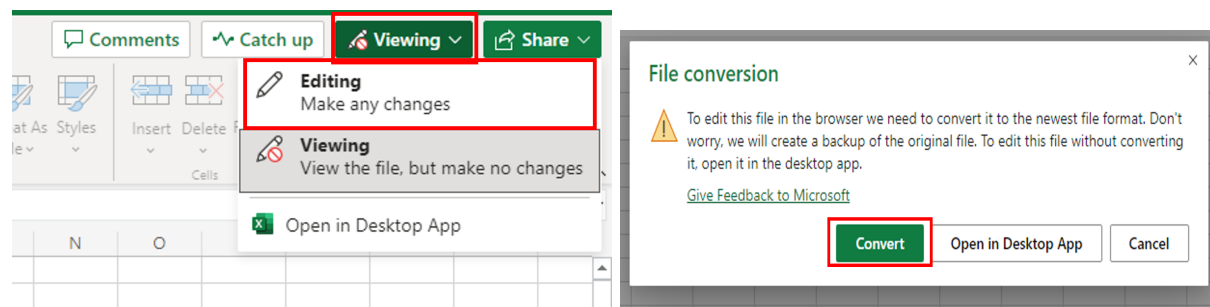 Comments
Catch up
Viewing
Share
Editing
Make any changes
at As Styles
Insert Delete
Viewing
View the file, but make no changes
Cells
Open in Desktop App
N O
File conversion
To edit this file in the browser we need to convert it to the newest file format. Don't
worry, we will create a backup of the original file. To edit this file without converting
it, open it in the desktop app.
Give Feedback to Microsoft
Convert
Open in Desktop App
Cancel